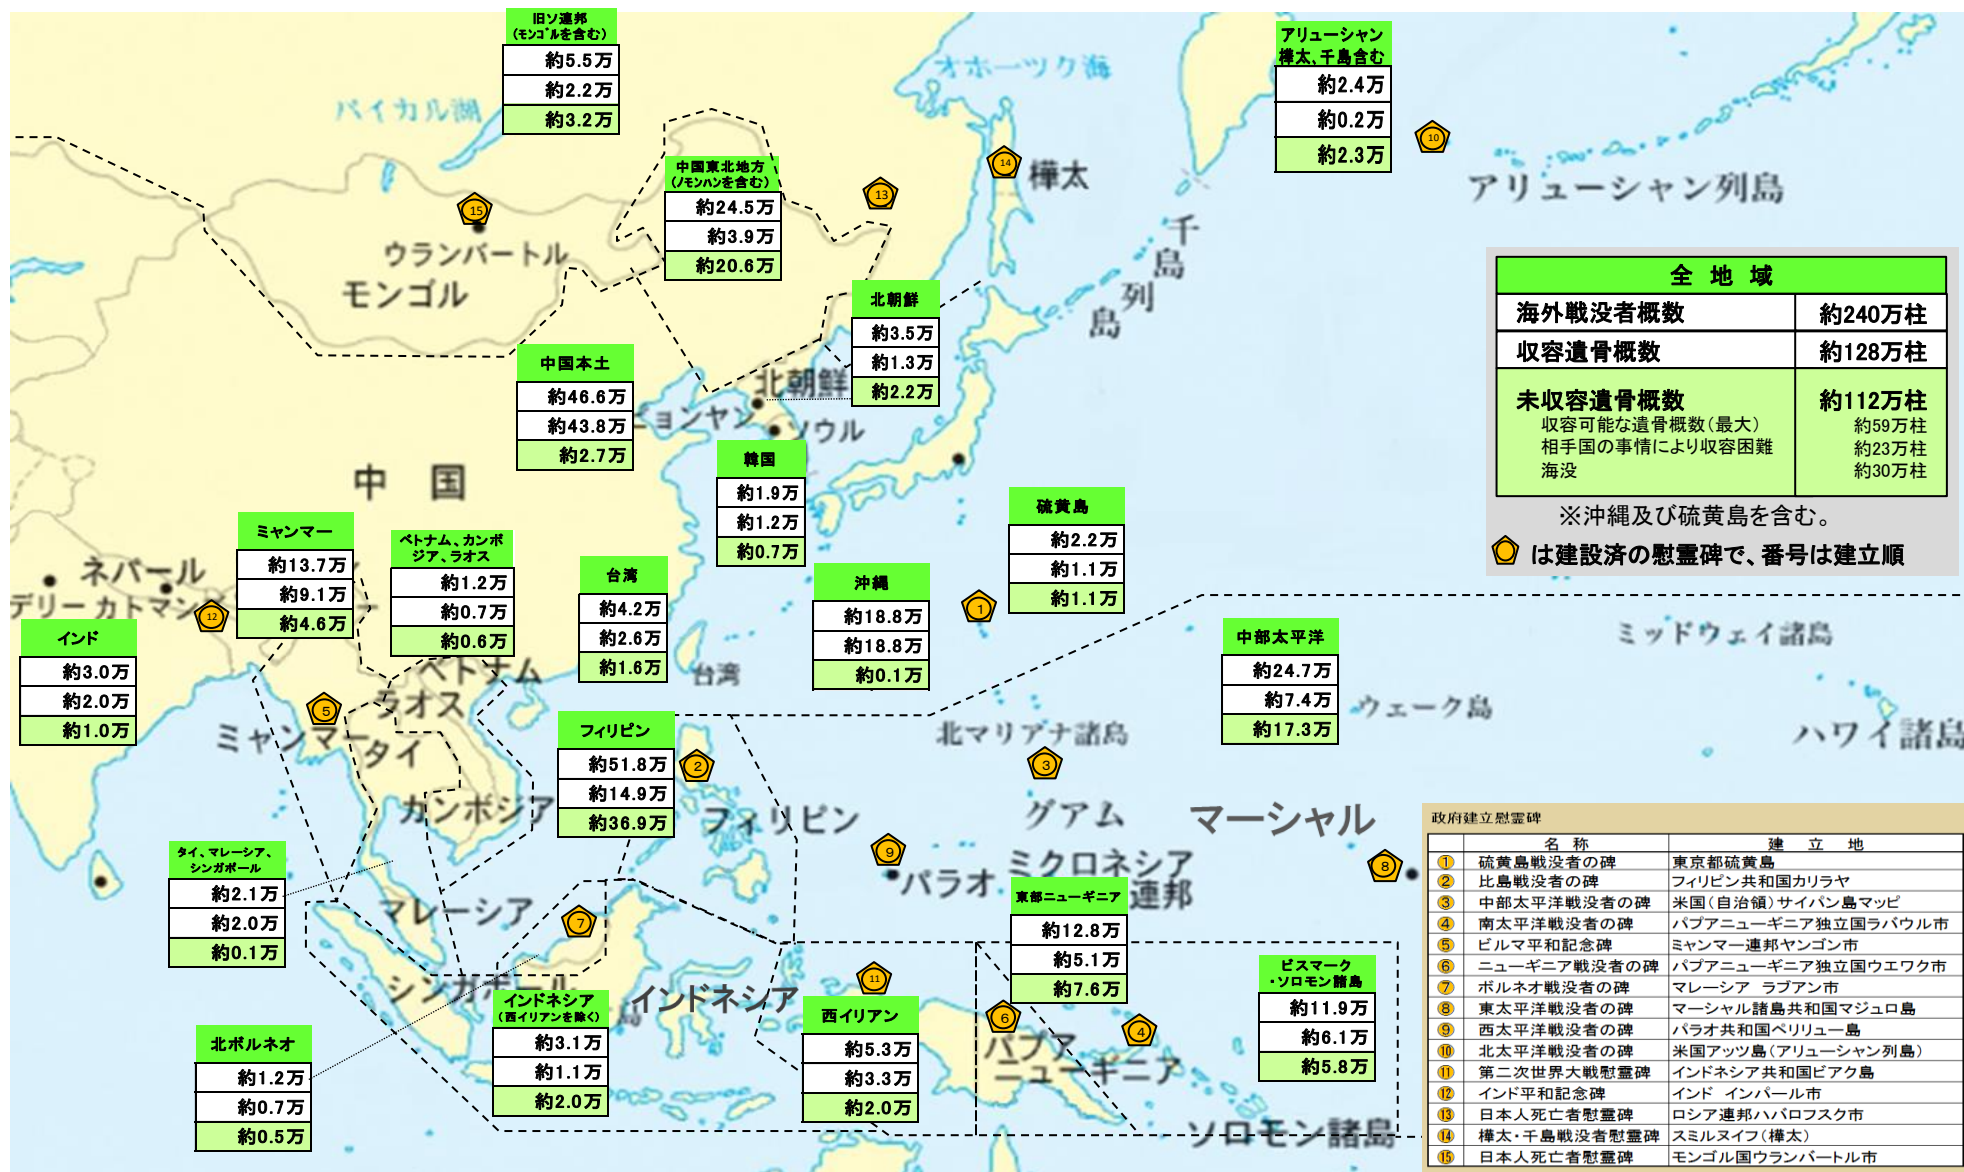 旧ソ連邦
(モンゴルを含む)
約5.5万
約2.2万
約3.2万
アリューシャン
樺太、千島含む
約2.4万
約0.2万
約2.3万
オホーツク海
バイカル湖
10
14
樺太
アリューシャン列島
中国東北地方
(ノモンハンを含む)
約24.5万
約3.9万
約20.6万
13
15
ウランバートル
モンゴル
千島列島
北朝鮮
約3.5万
約1.3万
約2.2万
全 地 域
海外戦没者概数 約240万柱
収容遺骨概数 約128万柱
未収容遺骨概数 約112万柱
収容可能な遺骨概数(最大) 約59万柱
相手国の事情により収容困難 約23万柱
海没 約30万柱
※沖縄及び硫黄島を含む。
は建設済の慰霊碑で、番号は建立順
中国本土
約46.6万
約43.8万
約2.7万
北朝鮮
ピョンヤン
ソウル
中 国
韓国
約1.9万
約1.2万
約0.7万
硫黄島
約2.2万
約1.1万
約1.1万
1
ミャンマー
約13.7万
約9.1万
約4.6万
ベトナム、カンボ
ジア、ラオス
約1.2万
約0.7万
約0.6万
台湾
約4.2万
約2.6万
約1.6万
沖縄
約18.8万
約18.8万
約0.1万
ネパール
デリー カトマン
12
インド
約3.0万
約2.0万
約1.0万
中部太平洋
約24.7万
約7.4万
約17.3万
ミッドウェイ諸島
ウェーク島
ハワイ諸島
台湾
ベトナム
ラオス
5
ミャンマー
タイ
カンボジア
フィリピン
約51.8万
約14.9万
約36.9万
2
フィリピン
北マリアナ諸島
3
グアム
マーシャル
8
9
パラオ
ミクロネシア
連邦
タイ、マレーシア、
シンガポール
約2.1万
約2.0万
約0.1万
マレーシア
7
シンガポール
東部ニューギニア
約12.8万
約5.1万
約7.6万
ビスマーク
・ソロモン諸島
約11.9万
約6.1万
約5.8万
インドネシア
(西イリアンを除く)
約3.1万
約1.1万
約2.0万
島
インドネシア
11
西イリアン
約5.3万
約3.3万
約2.0万
6
4
パプア
ニューギニア
ソロモン諸島
北ボルネオ
約1.2万
約0.7万
約0.5万
政府建立慰霊碑
名 称 建 立 地
1 硫黄島戦没者の碑 東京都硫黄島
2 比島戦没者の碑 フィリピン共和国カリラヤ
3 中部太平洋戦没者の碑 米国(自治領)サイパン島マッピ
4 南太平洋戦没者の碑 パプアニューギニア独立国ラバウル市
5 ビルマ平和記念碑 ミャンマー連邦ヤンゴン市
6 ニューギニア戦没者の碑 パプアニューギニア独立国ウエワク市
7 ボルネオ戦没者の碑 マレーシア ラブアン市
8 東太平洋戦没者の碑 マーシャル諸島共和国マジュロ島
9 西太平洋戦没者の碑 パラオ共和国ペリリュー島
10 北太平洋戦没者の碑 米国アッツ島(アリューシャン列島)
11 第二次世界大戦慰霊碑 インドネシア共和国ビアク島
12 インド平和記念碑 インド インパール市
13 日本人死亡者慰霊碑 ロシア連邦ハバロフスク市
14 樺太・千島戦没者慰霊碑 スミルヌイフ(樺太)
15 日本人死亡者慰霊碑 モンゴル国ウランバートル市